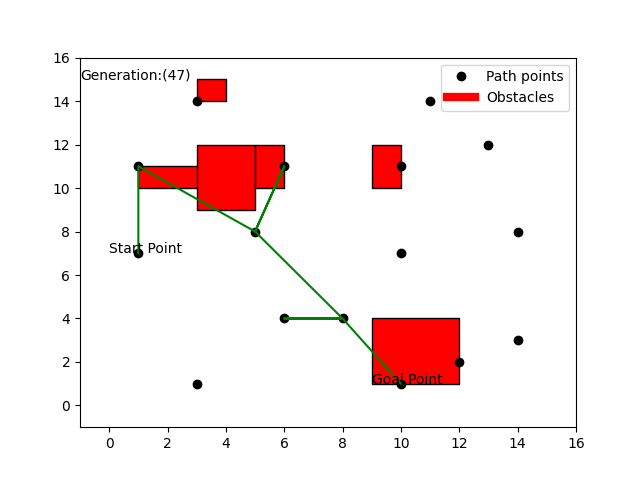 16
Generation:(47)
Path points
Obstacles
14
12
10
8
Start Point
6
4
2
Goal Point
0
0 2 4 6 8 10 12 14 16